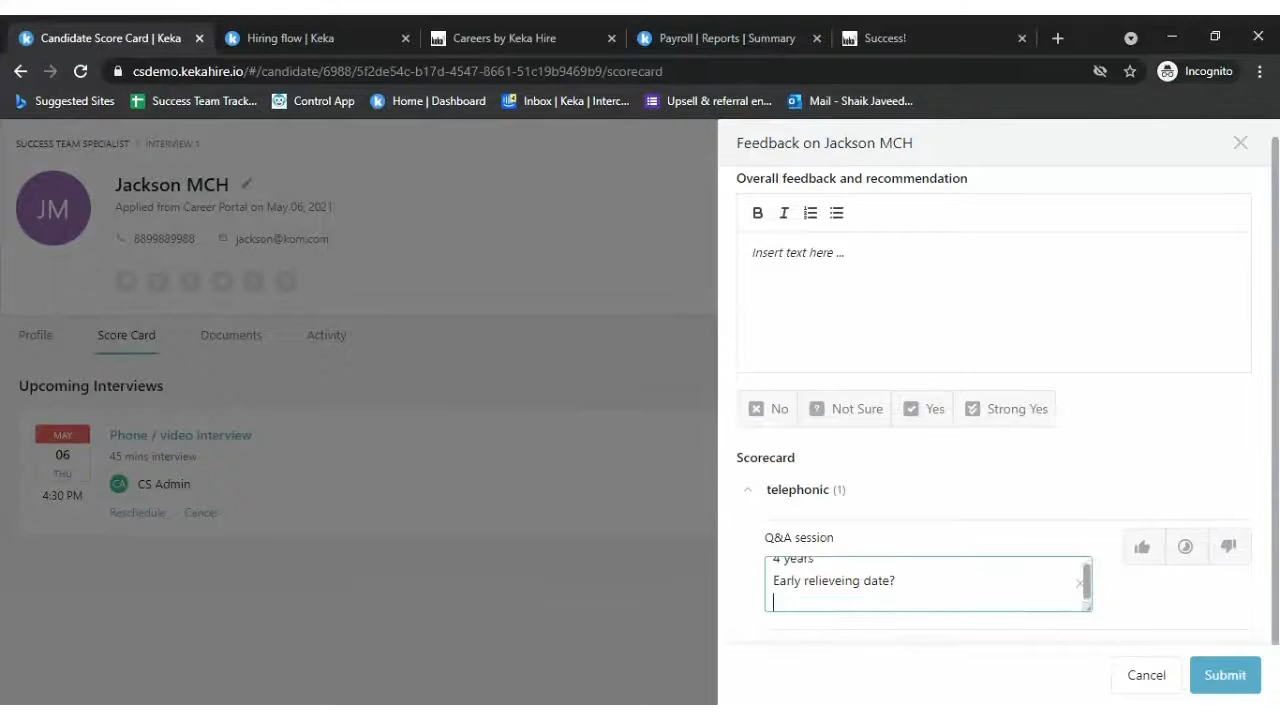 Candidate Score Card | Keka
Hiring flow | Keka
Careers by Keka Hire
Payroll | Reports | Summary
Success!
csdemo.kekahire.io/#/candidate/6988/5f2de54c-b17d-4547-8661-51c19b9469b9/scorecard
Incognito
Suggested Sites
Success Team Track...
Control App
Home | Dashboard
Inbox | Keka | Interc...
Upsell & referral en...
Mail - Shaik Javeed...
SUCCESS TEAM SPECIALIST
INTERVIEW 1
JM
Jackson MCH
Applied from Career Portal on May 06, 2021
8899889988
jackson@kom.com
Profile
Score Card
Documents
Activity
Upcoming Interviews
MAY
06
THU
4:30 PM
Phone / video Interview
45 mins interview
CA
CS Admin
Reschedule
Cancel
Feedback on Jackson MCH
Overall feedback and recommendation
B I
Insert text here ...
No
Not Sure
Yes
Strong Yes
Scorecard
telephonic (1)
Q&A session
4 years
Early relieveing date?
Cancel
Submit